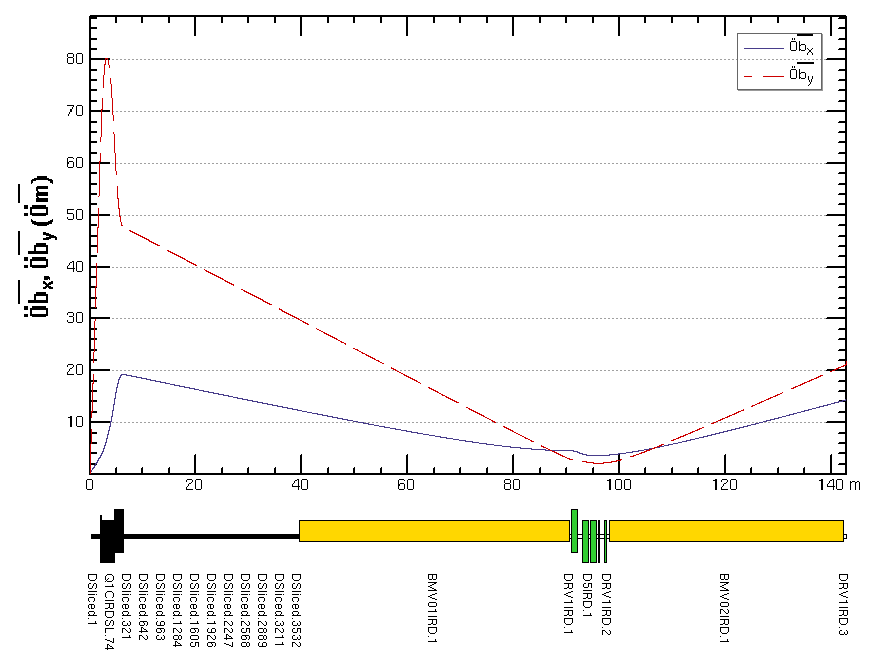 80
70
60
50
40
30
20
10
Öbx, Öby (Öm)
Öbx
Öby
0 20 40 60 80 100 120 140 m
DSliced.1
Q1CIRDSL.74
DSliced.321
DSliced.642
DSliced.963
DSliced.1284
DSliced.1605
DSliced.1926
DSliced.2247
DSliced.2568
DSliced.2889
DSliced.3211
DSliced.3532
BMV01IRD.1
DRV1IRD.1
D5IRD.1
DRV1IRD.2
BMV02IRD.1
DRV1IRD.3